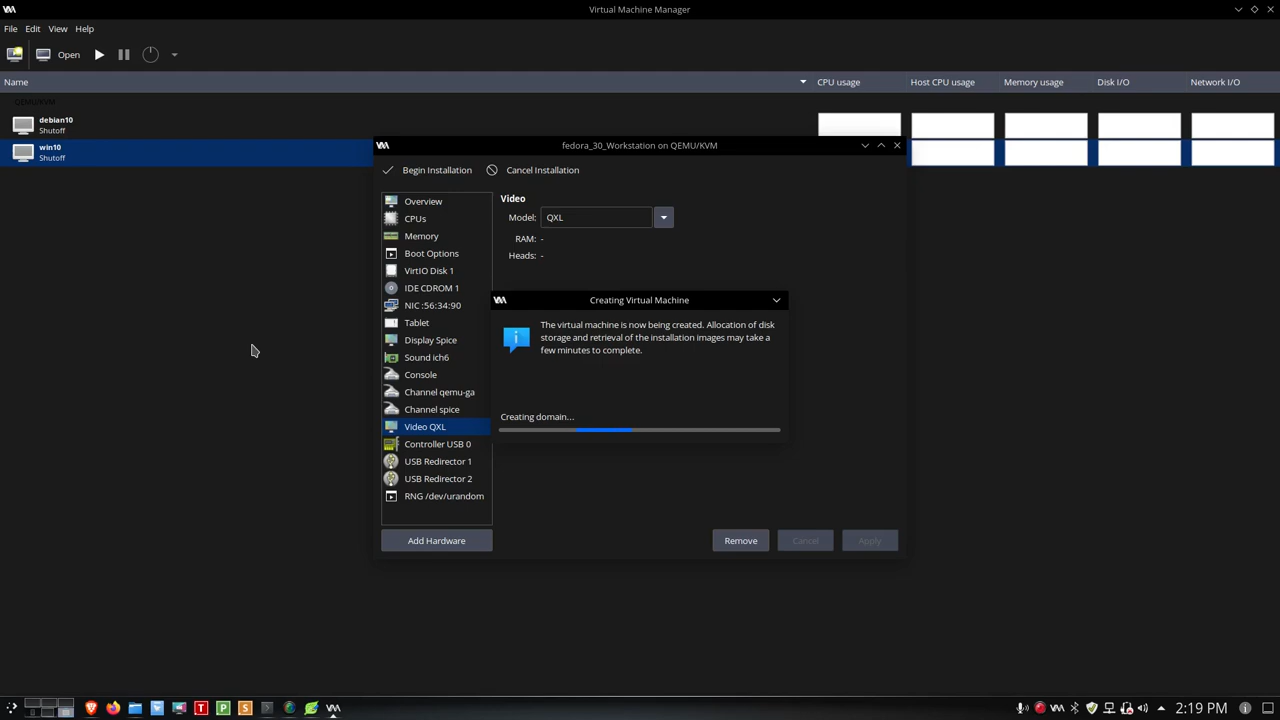 Virtual Machine Manager
File Edit View Help
Open
Name CPU usage Host CPU usage Memory usage Disk I/O Network I/O
QEMU/KVM
debian10
Shutoff
win10
Shutoff
fedora_30_Workstation on QEMU/KVM
Begin Installation Cancel Installation
Overview
CPUs
Memory
Boot Options
VirtIO Disk 1
IDE CDROM 1
NIC :56:34:90
Tablet
Display Spice
Sound ich6
Console
Channel qemu-ga
Channel spice
Video QXL
Controller USB 0
USB Redirector 1
USB Redirector 2
RNG /dev/urandom
Add Hardware
Video
Model: QXL
RAM: -
Heads: -
Creating Virtual Machine
The virtual machine is now being created. Allocation of disk
storage and retrieval of the installation images may take a
few minutes to complete.
Creating domain...
Remove Cancel Apply
T P S
2:19 PM